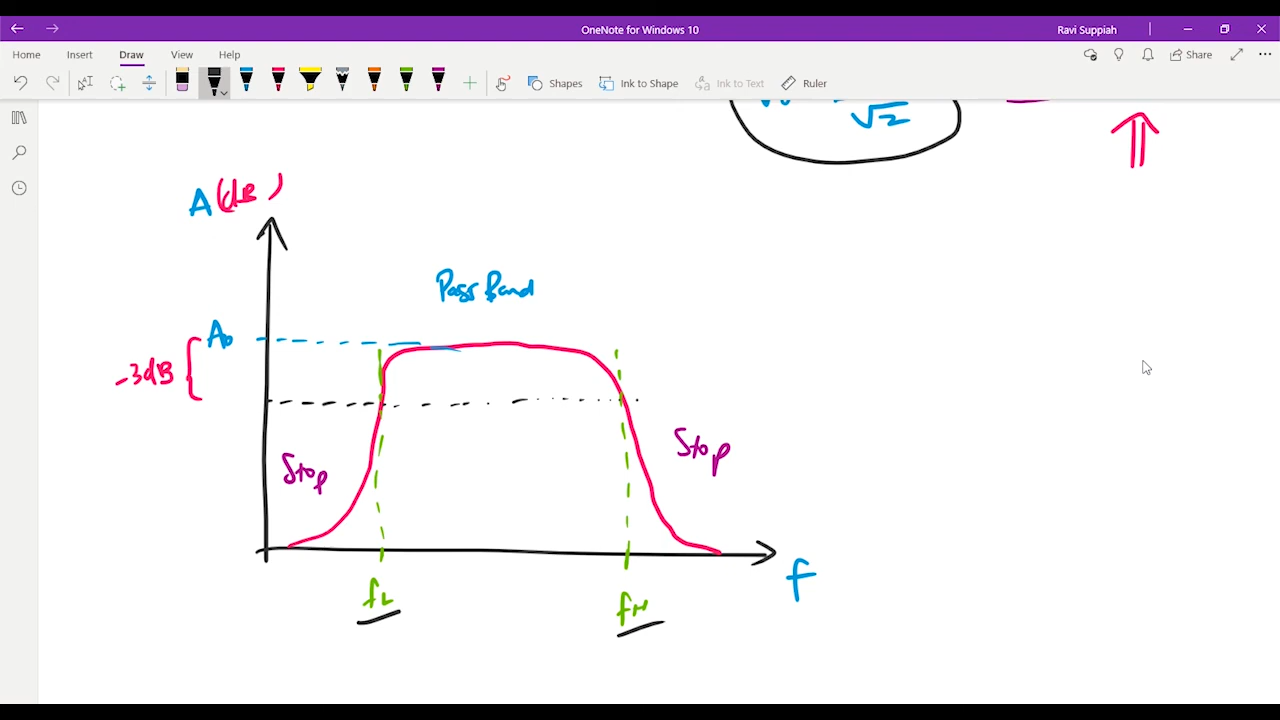 OneNote for Windows 10
Ravi Suppiah
Home Insert Draw View Help
Share
Shapes Ink to Shape Ink to Text Ruler
√2
A(dB)
Pass Band
A₀
-3dB
Stop
Stop
f
fL
fH